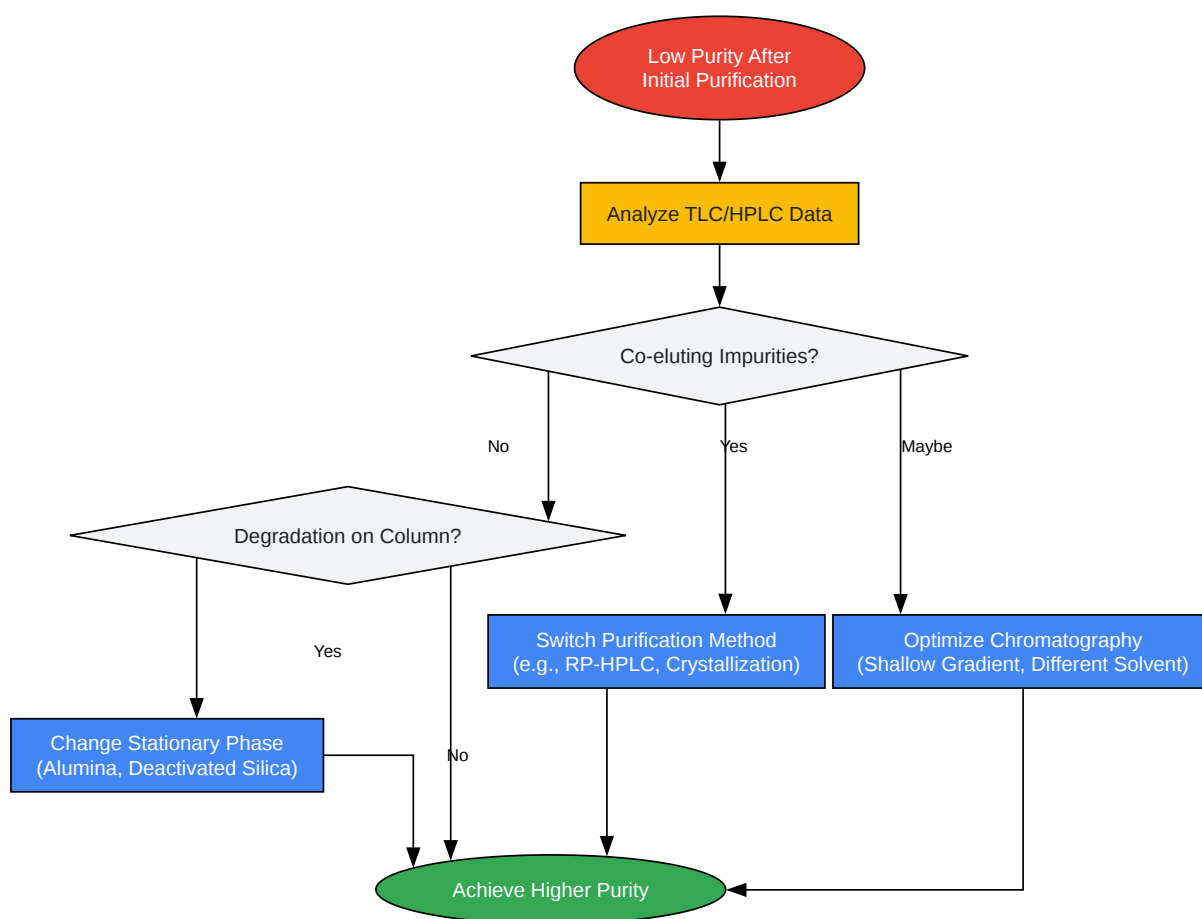 Low Purity After
Initial Purification
Analyze TLC/HPLC Data
Co-eluting Impurities?
No
Yes
Maybe
Degradation on Column?
Switch Purification Method
(e.g., RP-HPLC, Crystallization)
Optimize Chromatography
(Shallow Gradient, Different Solvent)
Yes
Change Stationary Phase
(Alumina, Deactivated Silica)
No
Achieve Higher Purity